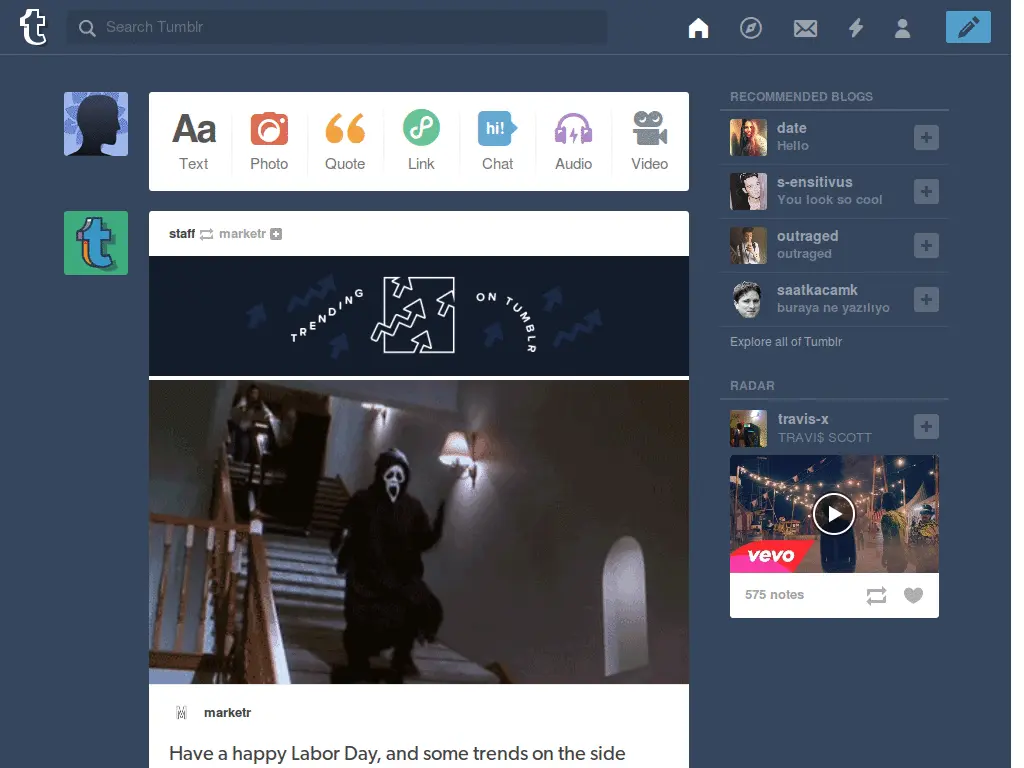 t
Search Tumblr
Aa
Text
Photo
Quote
Link
hi!
Chat
Audio
Video
t
staff marketr
TRENDING ON TUMBLR
marketr
Have a happy Labor Day, and some trends on the side
RECOMMENDED BLOGS
date
Hello
s-ensitivus
You look so cool
outraged
outraged
saatkacamk
buraya ne yazılıyo
Explore all of Tumblr
RADAR
travis-x
TRAVI$ SCOTT
vevo
575 notes